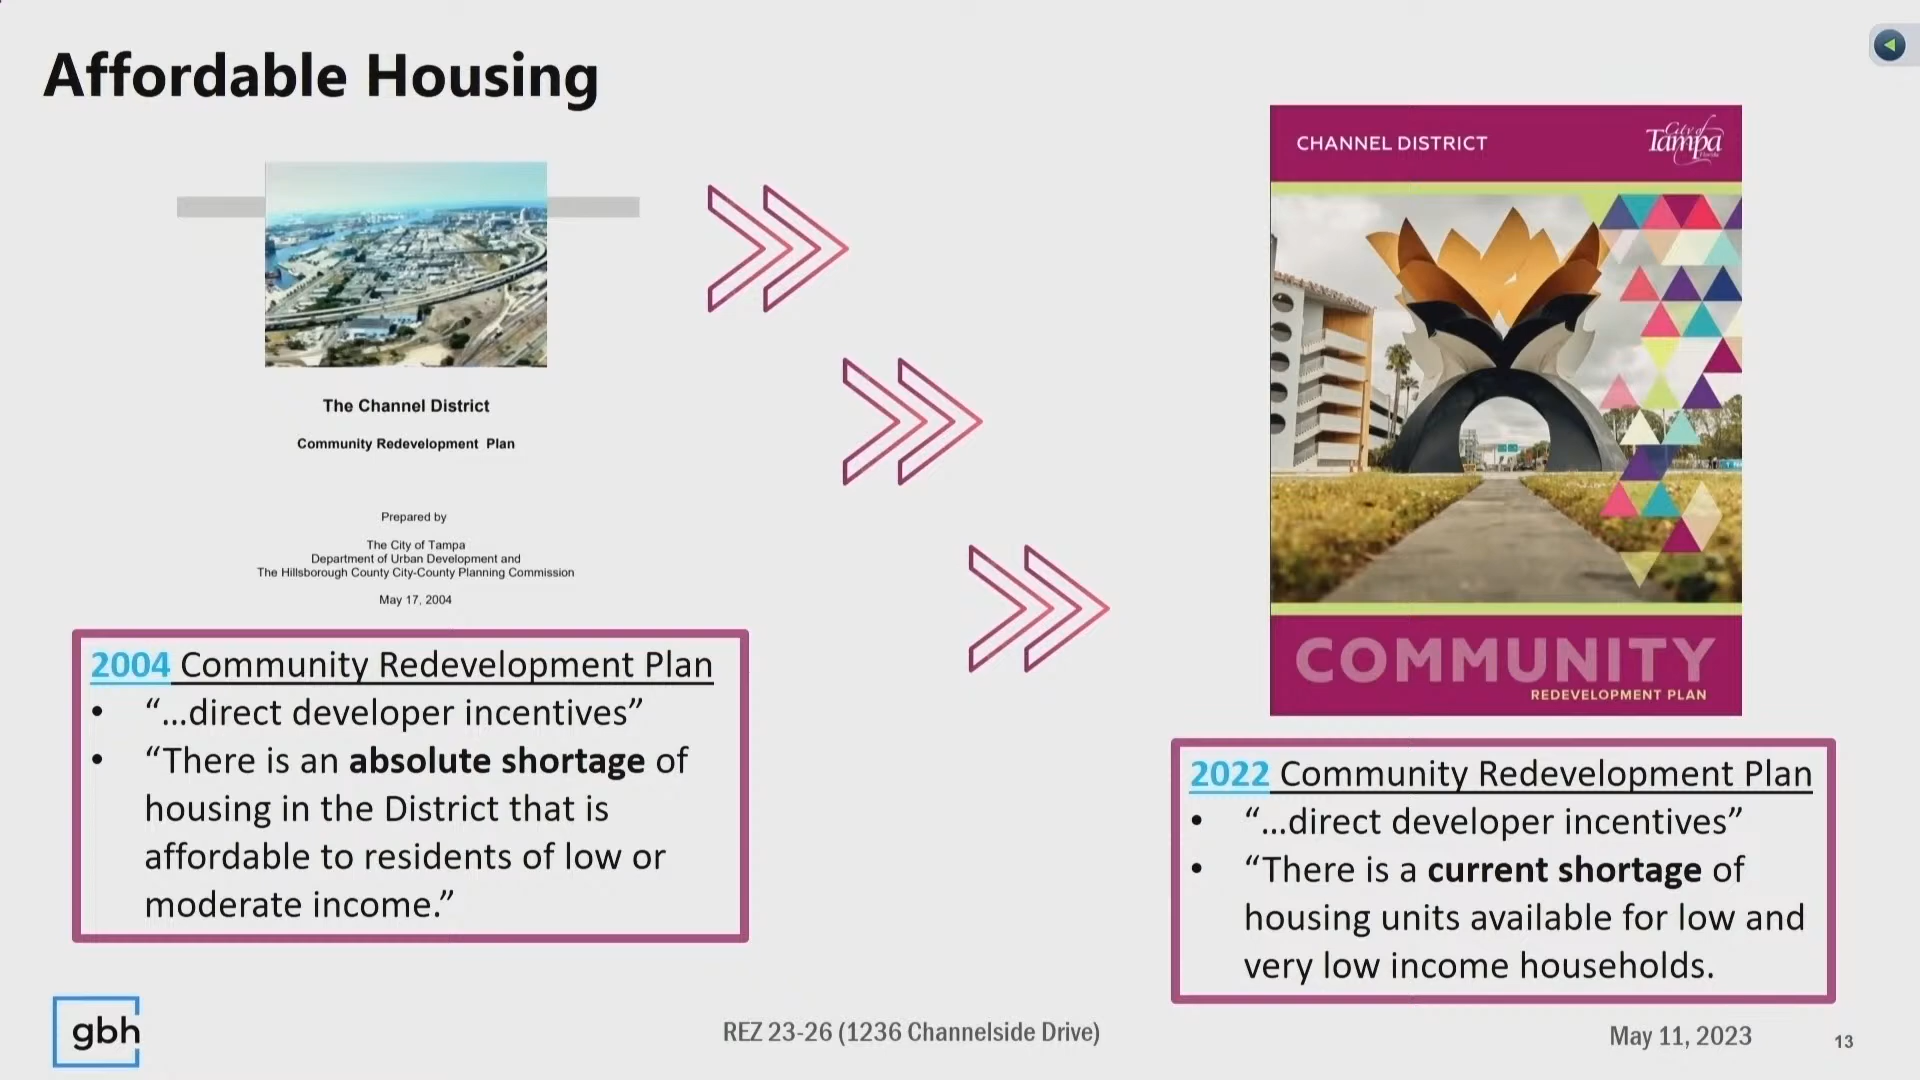 Affordable Housing
The Channel District
Community Redevelopment Plan
Prepared by
The City of Tampa
Department of Urban Development and
The Hillsborough County City-County Planning Commission
May 17, 2004
2004 Community Redevelopment Plan
• “...direct developer incentives”
• “There is an absolute shortage of
housing in the District that is
affordable to residents of low or
moderate income.”
CHANNEL DISTRICT
City of
Tampa
Florida
COMMUNITY
REDEVELOPMENT PLAN
2022 Community Redevelopment Plan
• “...direct developer incentives”
• “There is a current shortage of
housing units available for low and
very low income households.
gbh
REZ 23-26 (1236 Channelside Drive)
May 11, 2023
13